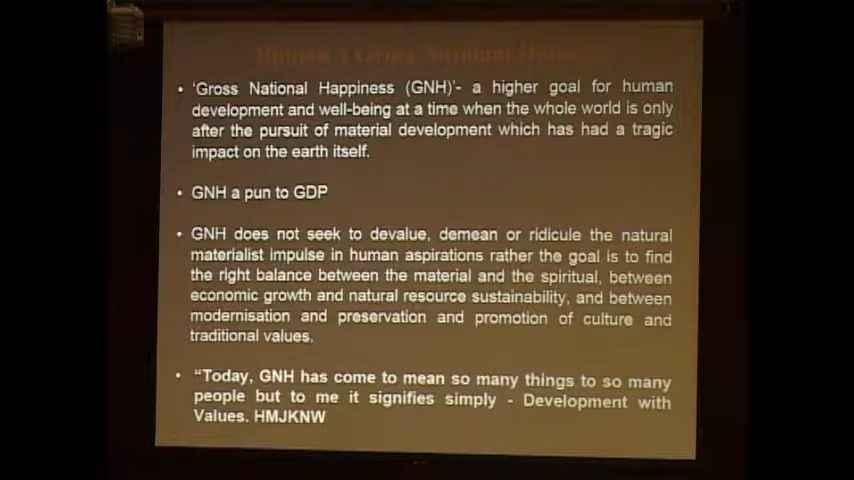 • 'Gross National Happiness (GNH)'- a higher goal for human
development and well-being at a time when the whole world is only
after the pursuit of material development which has had a tragic
impact on the earth itself.
• GNH a pun to GDP
• GNH does not seek to devalue, demean or ridicule the natural
materialist impulse in human aspirations rather the goal is to find
the right balance between the material and the spiritual, between
economic growth and natural resource sustainability, and between
modernisation and preservation and promotion of culture and
traditional values.
• "Today, GNH has come to mean so many things to so many
people but to me it signifies simply - Development with
Values. HMJKNW